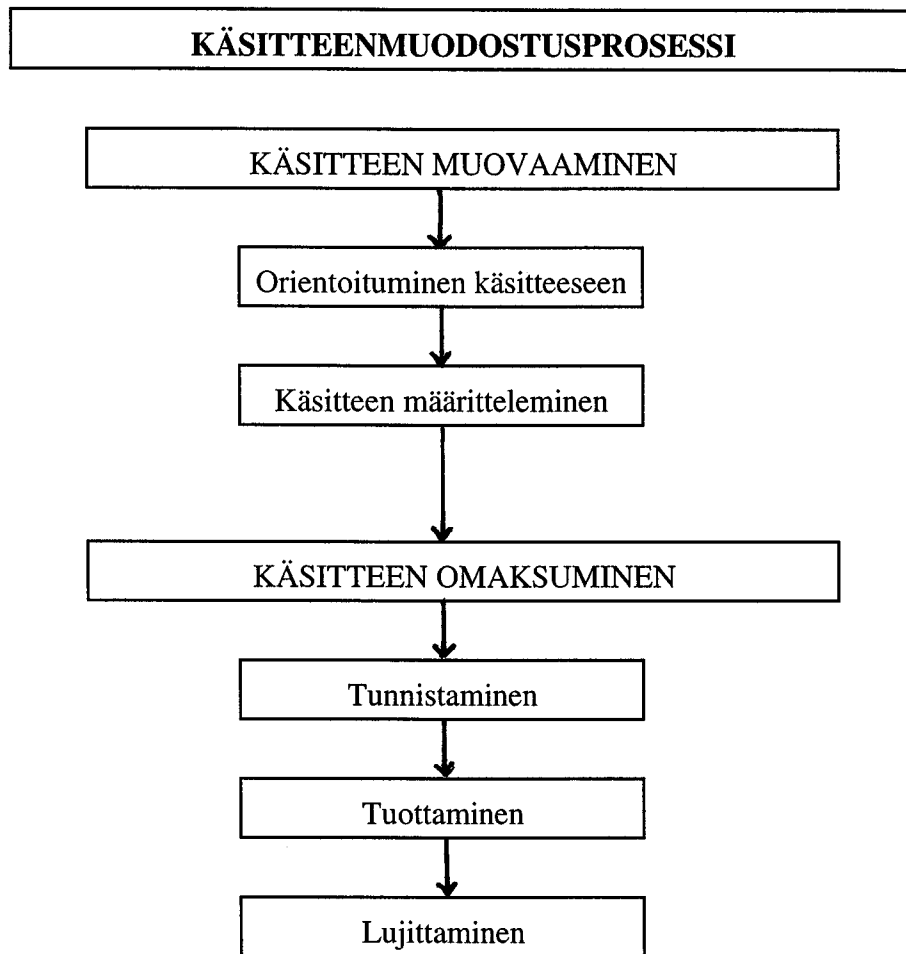 KÄSITTEENMUODOSTUSPROSESSI
KÄSITTEEN MUOVAAMINEN
Orientoituminen käsitteeseen
Käsitteen määritteleminen
KÄSITTEEN OMAKSUMINEN
Tunnistaminen
Tuottaminen
Lujittaminen